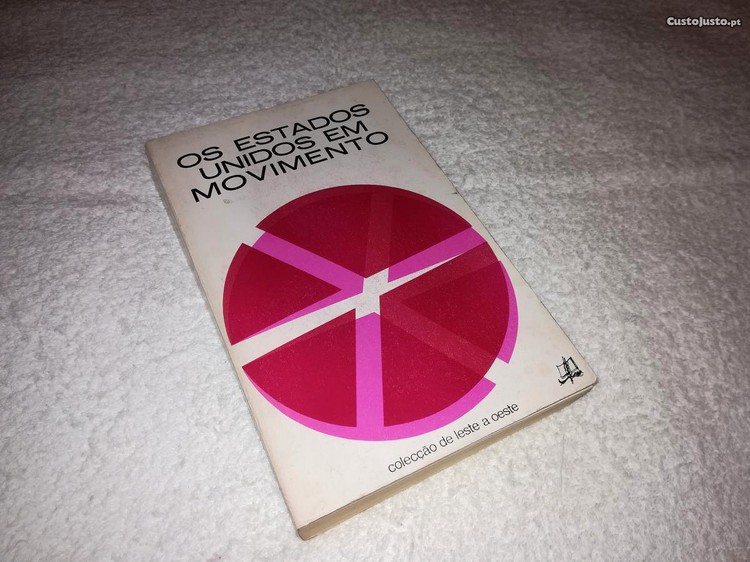 CustoJusto.pt
OS ESTADOS
UNIDOS EM
MOVIMENTO
colecção de leste a oeste